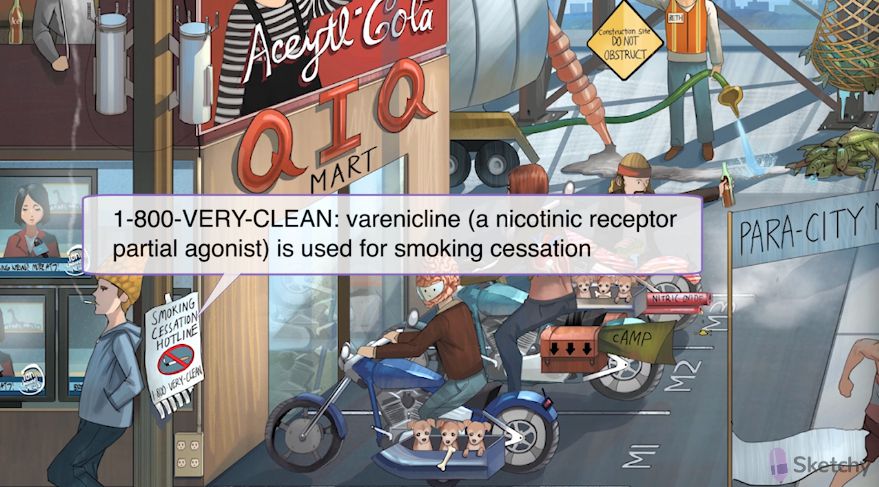 Aceytl-Cola
QIQ
MART
Construction site
DO NOT
OBSTRUCT
BETH
1-800-VERY-CLEAN: varenicline (a nicotinic receptor
partial agonist) is used for smoking cessation
PARA-CITY
SMOKING
CESSATION
HOTLINE
1-800 VERY-CLEAN
NITRIC OXIDE
cAMP
M3
M2
M1
Sketchy